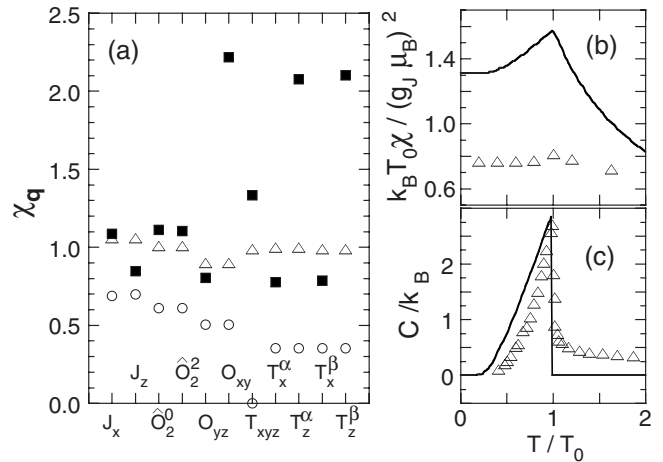 (a)
2.5
2.0
1.5
1.0
0.5
0.0
χq
J_z Ô_2^2 O_xy T_x^α T_x^β
J_x Ô_2^0 O_yz T_xyz T_z^α T_z^β
(b)
1.4
1.0
0.6
k_B T_0 χ / (g_J μ_B)^2
(c)
2
1
0
C/k_B
0 1 2
T/T_0